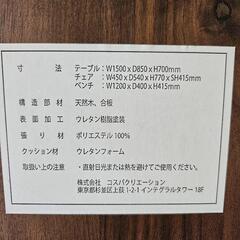 寸法 テーブル：W1500 x D850 x H700mm
チェア：W450 x D540 x H770 x SH415mm
ベンチ：W1200 x D400 x H415mm
構造部材 天然木、合板
表面加工 ウレタン樹脂塗装
張り材 ポリエステル100%
クッション材 ウレタンフォーム
取扱い上の注意 ・直射日光または熱を避けてご使用ください。
株式会社 コスパクリエーション
東京都杉並区上荻 1-2-1 インテグラルタワー 18F